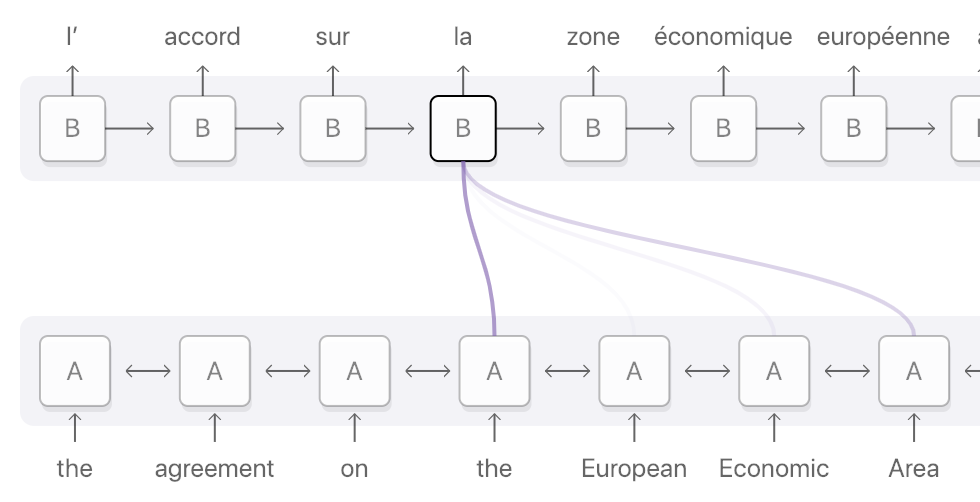 l’ accord sur la zone économique européenne
B B B B B B B
A A A A A A A
the agreement on the European Economic Area